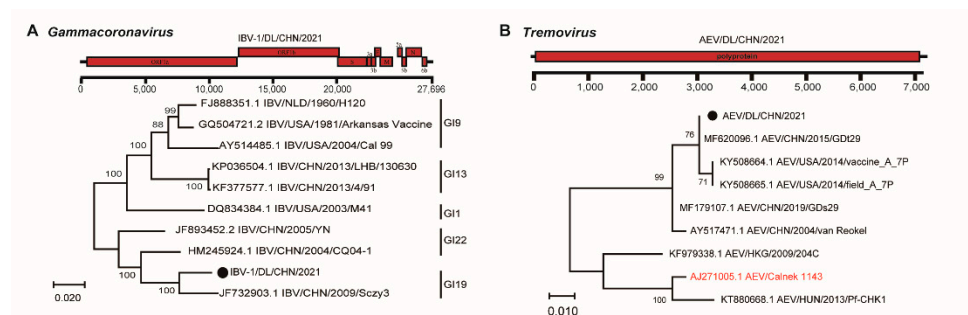 A Gammacoronavirus
IBV-1/DL/CHN/2021
ORF1a
ORF1b
S
3b
M
5b
N
6b
0
5,000
10,000
15,000
20,000
27,696
FJ888351.1 IBV/NLD/1960/H120
99
GQ504721.2 IBV/USA/1981/Arkansas Vaccine
GI9
88
AY514485.1 IBV/USA/2004/Cal 99
100
KP036504.1 IBV/CHN/2013/LHB/130630
GI13
100
KF377577.1 IBV/CHN/2013/4/91
100
DQ834384.1 IBV/USA/2003/M41
GI1
JF893452.2 IBV/CHN/2005/YN
GI22
100
HM245924.1 IBV/CHN/2004/CQ04-1
IBV-1/DL/CHN/2021
100
GI19
100
JF732903.1 IBV/CHN/2009/Sczy3
0.020
B Tremovirus
AEV/DL/CHN/2021
polyprotein
0
1,000
2,000
3,000
4,000
5,000
6,000
7,000
AEV/DL/CHN/2021
76
MF620096.1 AEV/CHN/2015/GDt29
KY508664.1 AEV/USA/2014/vaccine_A_7P
99
71
KY508665.1 AEV/USA/2014/field_A_7P
MF179107.1 AEV/CHN/2019/GDs29
AY517471.1 AEV/CHN/2004/van Reokel
KF979338.1 AEV/HKG/2009/204C
AJ271005.1 AEV/Calnek 1143
100
KT880668.1 AEV/HUN/2013/Pf-CHK1
0.010